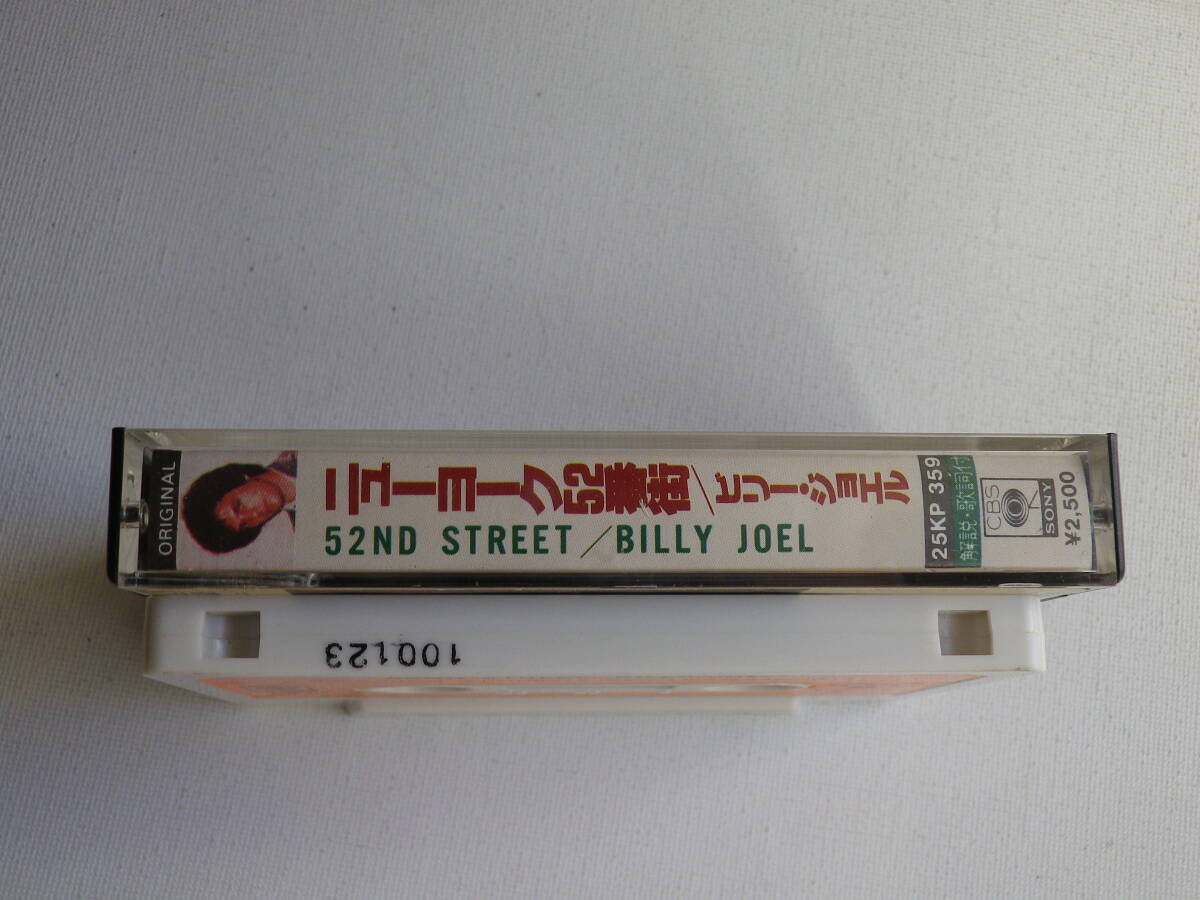 ORIGINAL
ニューヨーク52番街/ビリー・ジョエル
52ND STREET/BILLY JOEL
25KP 359
解説・歌詞付
CBS
SONY
¥2,500
100123